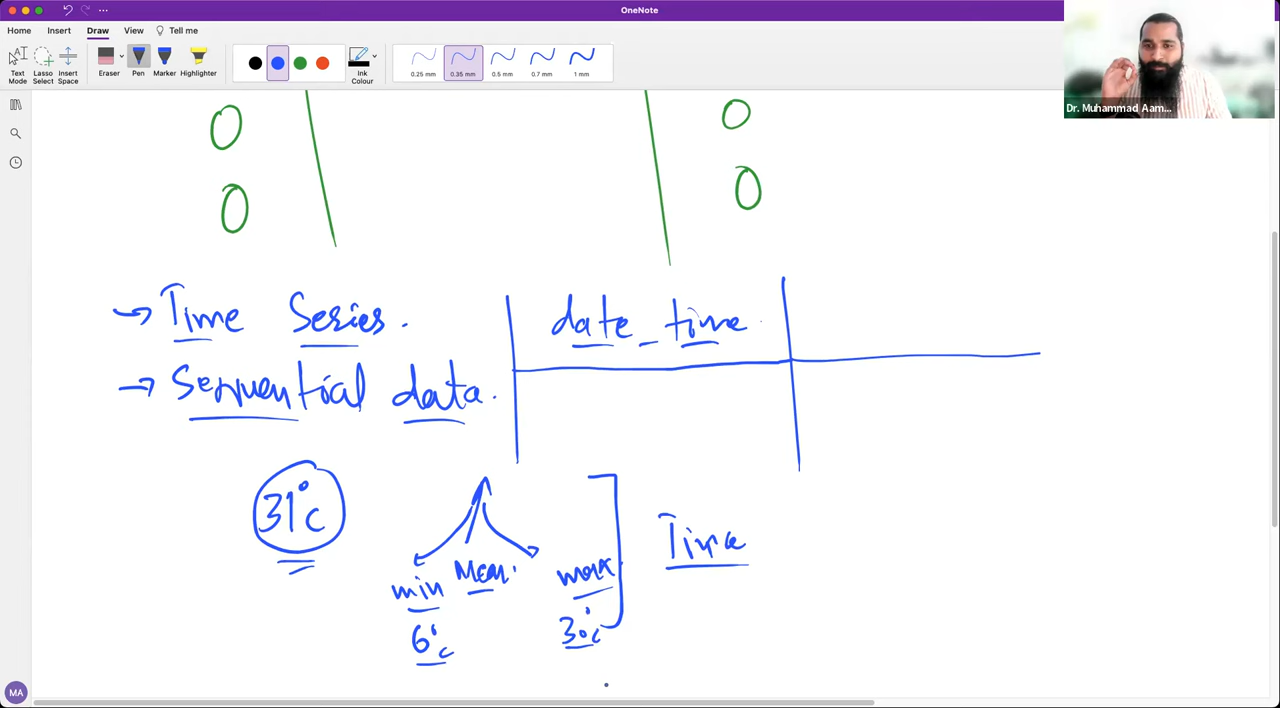 OneNote
Home Insert Draw View Tell me
Text Mode Lasso Select Insert Space Eraser Pen Marker Highlighter Ink Colour 0.25 mm 0.35 mm 0.5 mm 0.7 mm 1 mm
Dr. Muhammad Aam...
0 0
0 0
→ Time Series. date_time
→ Sequential data.
31°c
min Mean. max Time
6°c 30°c
MA